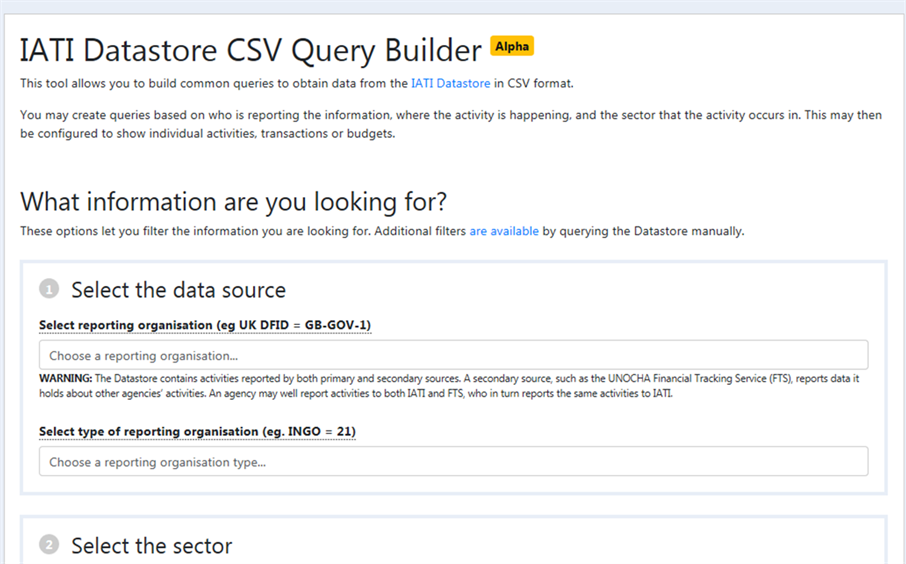 IATI Datastore CSV Query Builder Alpha
This tool allows you to build common queries to obtain data from the IATI Datastore in CSV format.
You may create queries based on who is reporting the information, where the activity is happening, and the sector that the activity occurs in. This may then
be configured to show individual activities, transactions or budgets.
What information are you looking for?
These options let you filter the information you are looking for. Additional filters are available by querying the Datastore manually.
1 Select the data source
Select reporting organisation (eg UK DFID = GB-GOV-1)
Choose a reporting organisation...
WARNING: The Datastore contains activities reported by both primary and secondary sources. A secondary source, such as the UNOCHA Financial Tracking Service (FTS), reports data it
holds about other agencies' activities. An agency may well report activities to both IATI and FTS, who in turn reports the same activities to IATI.
Select type of reporting organisation (eg. INGO = 21)
Choose a reporting organisation type...
2 Select the sector